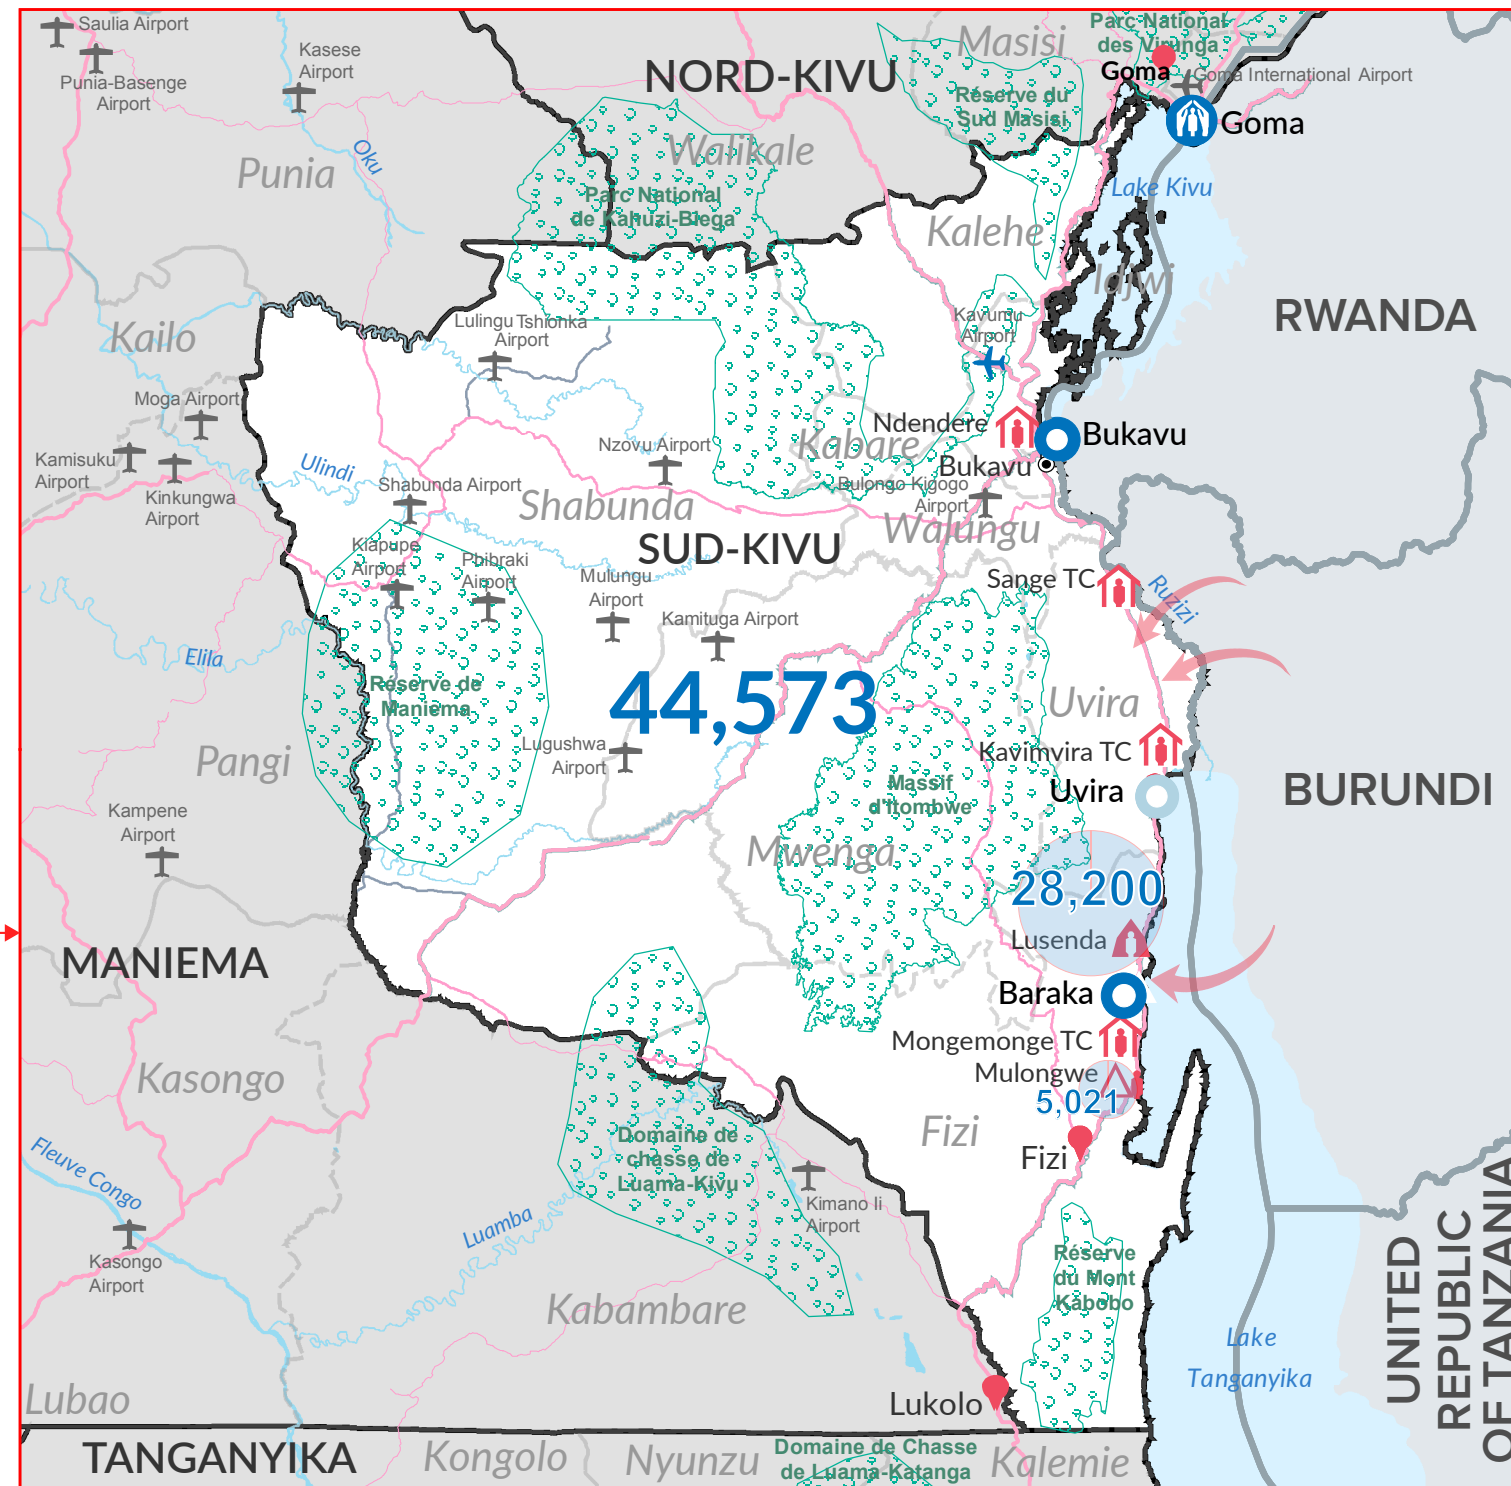 Saulia Airport
Punia-Basenge
Airport
Kasese
Airport
NORD-KIVU
Masisi
Parc National
des Virunga
Goma
Goma International Airport
Réserve du
Sud Masisi
Goma
Punia
Oku
Walikale
Parc National
de Kahuzi-Biega
Lake Kivu
Kalehe
Idjwi
RWANDA
Kailo
Lulingu Tshionka
Airport
Kavumu
Airport
Moga Airport
Ndendere
Bukavu
Kabare
Nzovu Airport
Kamisuku
Airport
Kinkungwa
Airport
Ulindi
Shabunda Airport
Bukavu
Bulongo Kigogo
Airport
Shabunda
Walungu
SUD-KIVU
Kiapupe
Airport
Phibraki
Airport
Mulungu
Airport
Kamituga Airport
Sange TC
Ruzizi
Elila
Réserve de
Maniema
44,573
Uvira
Pangi
Lugushwa
Airport
Kavimvira TC
Uvira
Massif
d'Itombwe
BURUNDI
Kampene
Airport
Mwenga
28,200
Lusenda
MANIEMA
Baraka
Mongemonge TC
Mulongwe
5,021
Kasongo
Fizi
Fizi
Domaine de
chasse de
Luama-Kivu
Fleuve Congo
Luamba
Kimano Ii
Airport
Kasongo
Airport
Réserve
du Mont
Kabobo
Kabambare
Lake
Tanganyika
UNITED
REPUBLIC
OF TANZANIA
Lubao
Lukolo
TANGANYIKA
Kongolo
Nyunzu
Domaine de Chasse
de Luama-Katanga
Kalemie